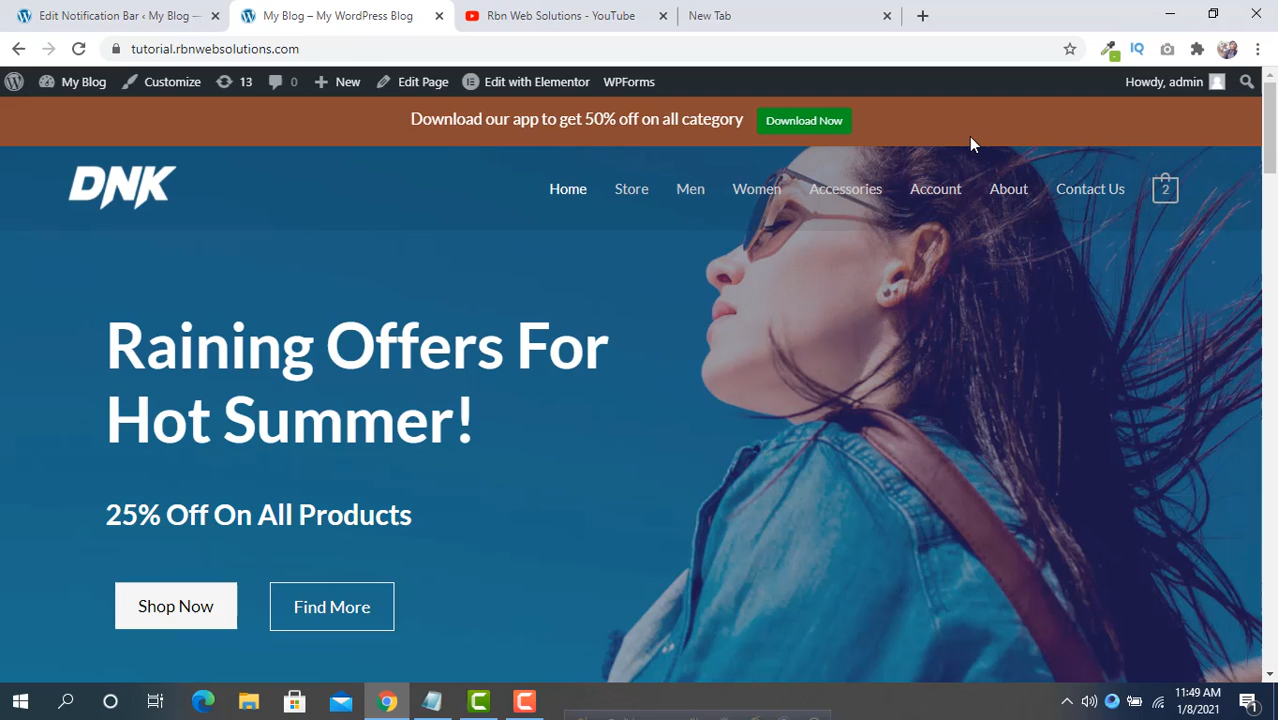 Edit Notification Bar ‹ My Blog —
My Blog – My WordPress Blog
Rbn Web Solutions - YouTube
New Tab
tutorial.rbnwebsolutions.com
IQ
My Blog
Customize
13
0
New
Edit Page
Edit with Elementor
WPForms
Howdy, admin
Download our app to get 50% off on all category
Download Now
DNK
Home
Store
Men
Women
Accessories
Account
About
Contact Us
2
Raining Offers For
Hot Summer!
25% Off On All Products
Shop Now
Find More
11:49 AM
1/8/2021
1